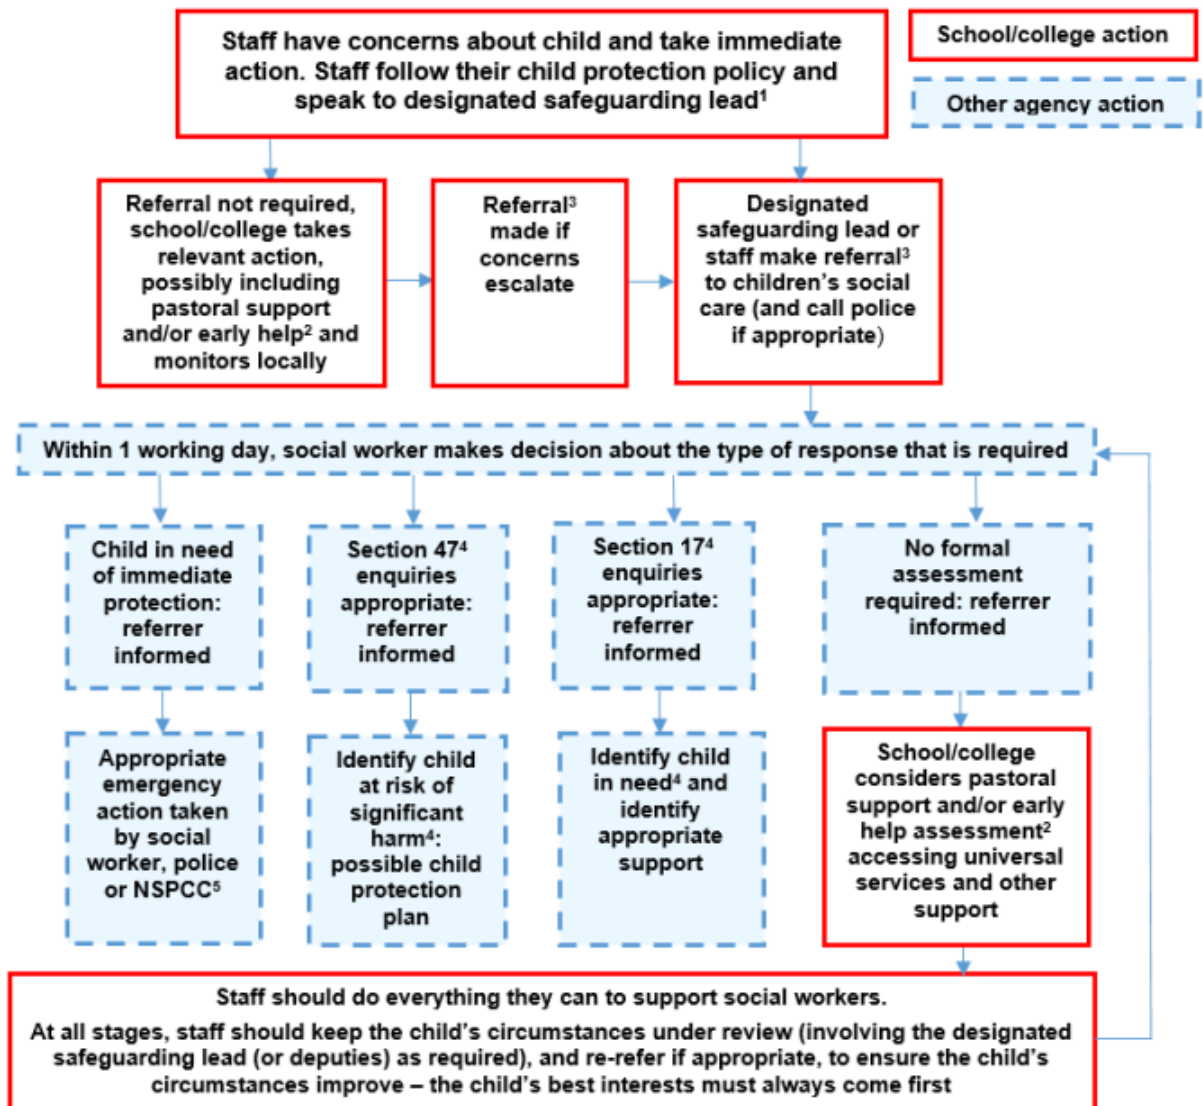 Staff have concerns about child and take immediate
action. Staff follow their child protection policy and
speak to designated safeguarding lead¹
School/college action
Other agency action
Referral not required,
school/college takes
relevant action,
possibly including
pastoral support
and/or early help² and
monitors locally
Referral³
made if
concerns
escalate
Designated
safeguarding lead or
staff make referral³
to children's social
care (and call police
if appropriate)
Within 1 working day, social worker makes decision about the type of response that is required
Child in need
of immediate
protection:
referrer
informed
Section 47⁴
enquiries
appropriate:
referrer
informed
Section 17⁴
enquiries
appropriate:
referrer
informed
No formal
assessment
required: referrer
informed
Appropriate
emergency
action taken
by social
worker, police
or NSPCC⁵
Identify child
at risk of
significant
harm⁴:
possible child
protection
plan
Identify child
in need⁴ and
identify
appropriate
support
School/college
considers pastoral
support and/or early
help assessment²
accessing universal
services and other
support
Staff should do everything they can to support social workers.
At all stages, staff should keep the child's circumstances under review (involving the designated
safeguarding lead (or deputies) as required), and re-refer if appropriate, to ensure the child's
circumstances improve – the child's best interests must always come first